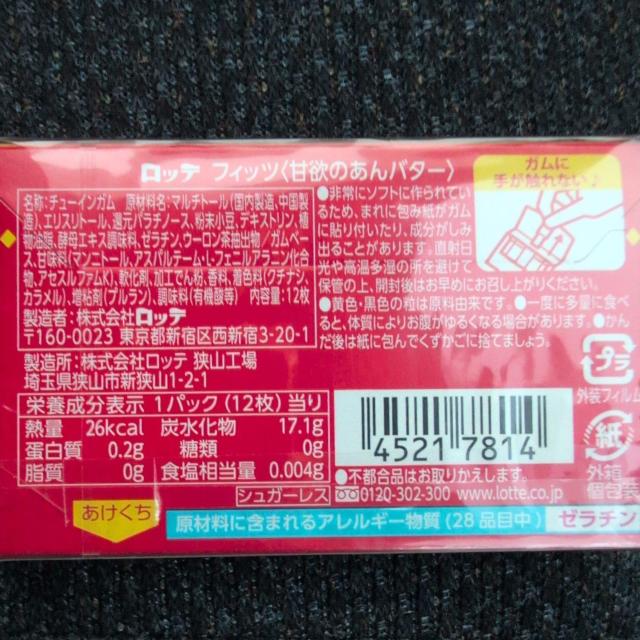 ロッテ フィッツ〈甘欲のあんバター〉
ガムに
手が触れない♪
名称:チューインガム 原材料名:マルチトール(国内製造、中国製
造)、エリスリトール、還元パラチノース、粉末小豆、デキストリン、植
物油脂、酵母エキス調味料、ゼラチン、ウーロン茶抽出物/ガムベー
ス、甘味料(マンニトール、アスパルテーム・L-フェニルアラニン化合
物、アセスルファムK)、軟化剤、加工でん粉、香料、着色料(クチナシ、
カラメル)、増粘剤(プルラン)、調味料(有機酸等) 内容量:12枚
製造者:株式会社ロッテ
〒160-0023 東京都新宿区西新宿3-20-1
製造所:株式会社ロッテ 狭山工場
埼玉県狭山市新狭山1-2-1
栄養成分表示 1パック(12枚)当り
熱量 26kcal 炭水化物 17.1g
蛋白質 0.2g 糖類 0g
脂質 0g 食塩相当量 0.004g
シュガーレス
●非常にソフトに作られてい
るため、まれに包み紙がガム
に貼り付いたり、成分がしみ
出ることがあります。直射日
光や高温多湿の所を避けて
保管の上、開封後はお早めにお召し上がりください。
●黄色・黒色の粒は原料由来です。●一度に多量に食べ
ると、体質によりお腹がゆるくなる場合があります。●かん
だ後は紙に包んでくずかごに捨てましょう。
4521 7814
プラ
外装フィルム
紙
外箱
個包装
●不都合品はお取りかえします。
0120-302-300 www.lotte.co.jp
あけくち
原材料に含まれるアレルギー物質(28品目中) ゼラチン